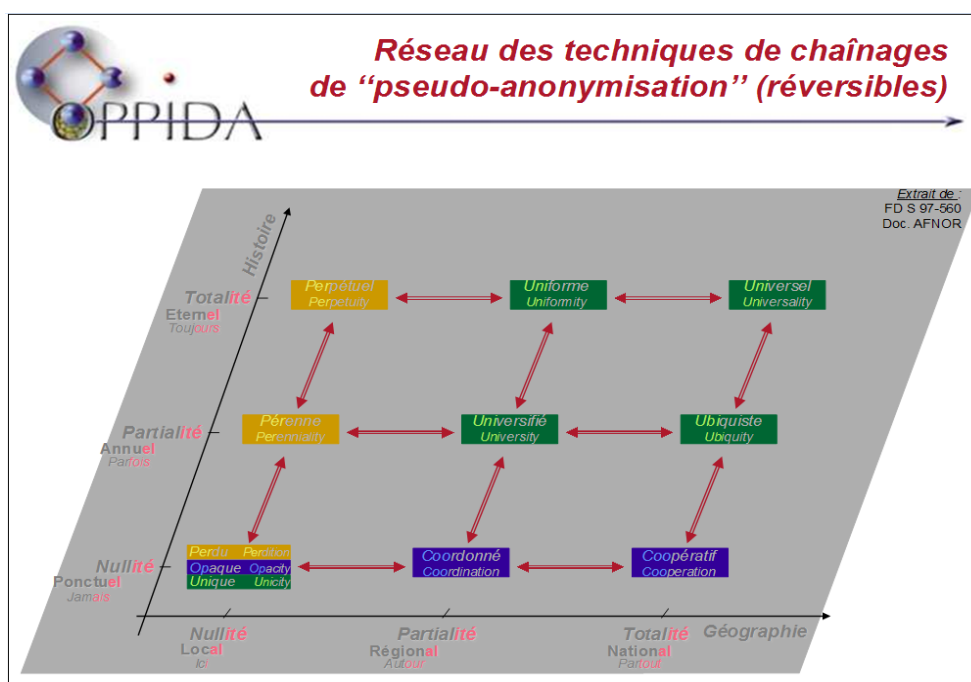 OPPIDA
Réseau des techniques de chaînages
de ‘‘pseudo-anonymisation’’ (réversibles)
Extrait de :
FD S 97-560
Doc. AFNOR
Histoire
Totalité
Eternel
Toujours
Perpétuel
Perpetuity
Uniforme
Uniformity
Universel
Universality
Partialité
Annuel
Parfois
Pérenne
Perenniality
Universifié
University
Ubiquiste
Ubiquity
Nullité
Ponctuel
Jamais
Perdu Perdition
Opaque Opacity
Unique Unicity
Coordonné
Coordination
Coopératif
Cooperation
Nullité
Local
Ici
Partialité
Régional
Autour
Totalité
National
Partout
Géographie